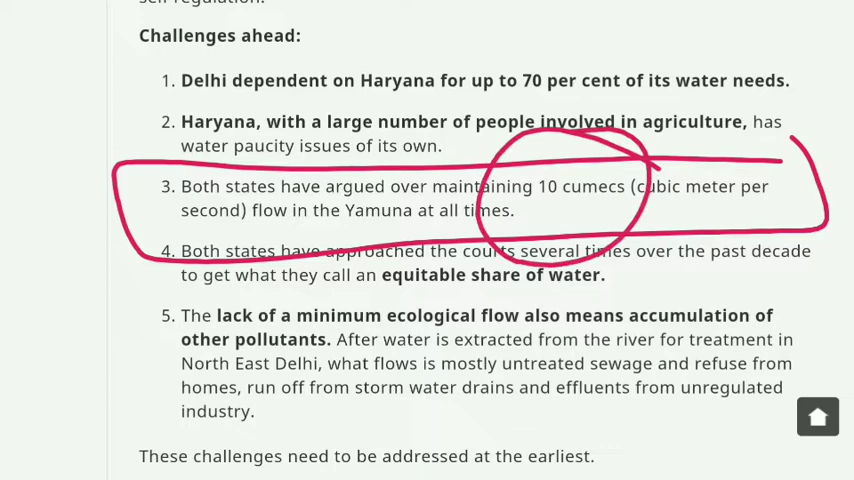 Challenges ahead:
1. Delhi dependent on Haryana for up to 70 per cent of its water needs.
2. Haryana, with a large number of people involved in agriculture, has
water paucity issues of its own.
3. Both states have argued over maintaining 10 cumecs (cubic meter per
second) flow in the Yamuna at all times.
4. Both states have approached the courts several times over the past decade
to get what they call an equitable share of water.
5. The lack of a minimum ecological flow also means accumulation of
other pollutants. After water is extracted from the river for treatment in
North East Delhi, what flows is mostly untreated sewage and refuse from
homes, run off from storm water drains and effluents from unregulated
industry.
These challenges need to be addressed at the earliest.